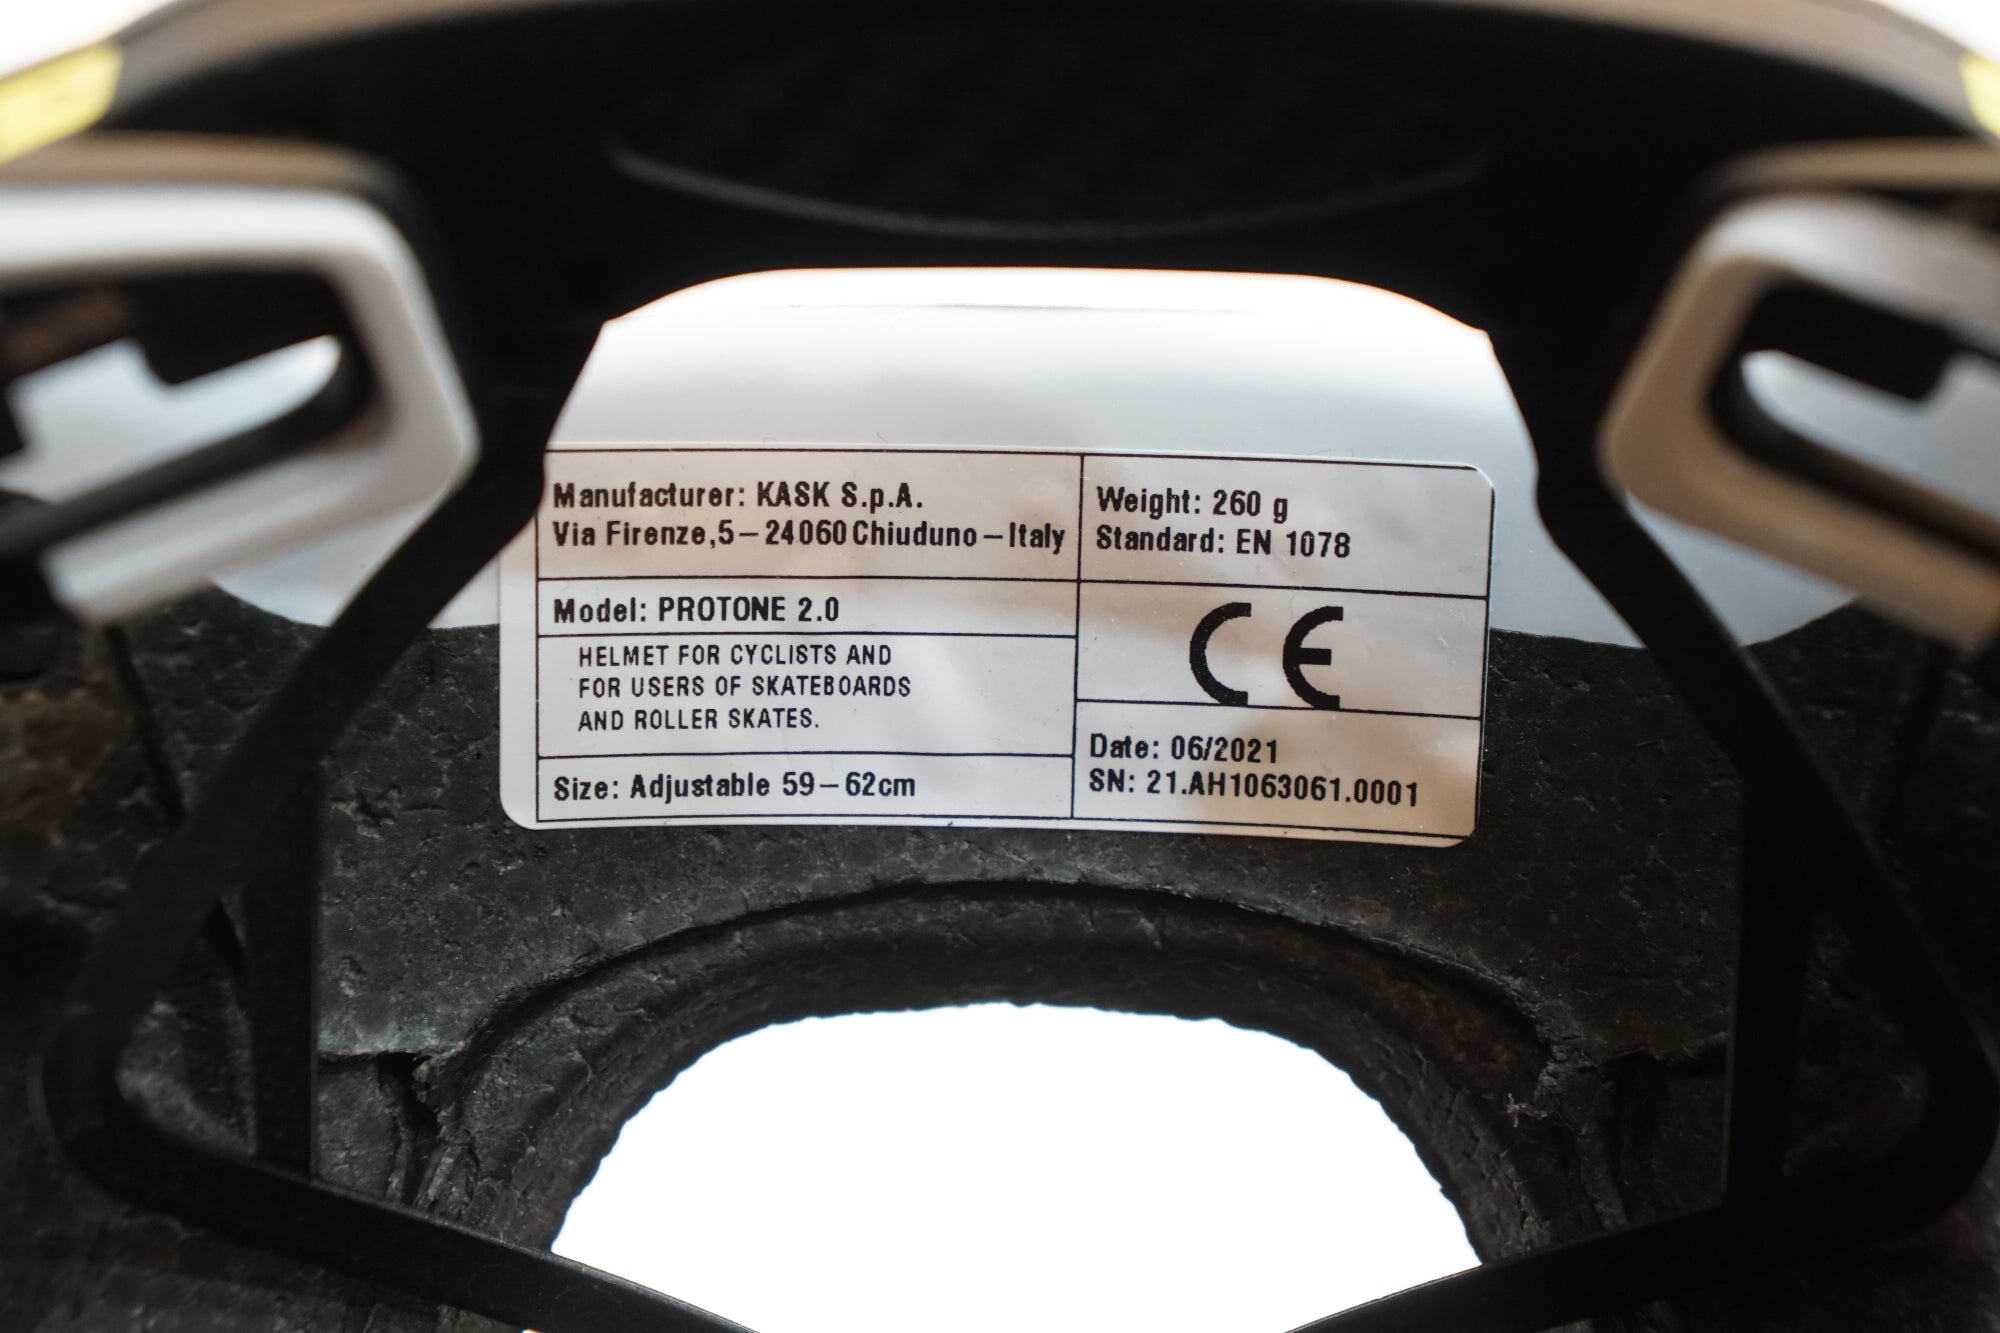 Manufacturer: KASK S.p.A.
Via Firenze,5–24060 Chiuduno–Italy
Model: PROTONE 2.0
HELMET FOR CYCLISTS AND
FOR USERS OF SKATEBOARDS
AND ROLLER SKATES.
Size: Adjustable 59–62cm
Weight: 260 g
Standard: EN 1078
CE
Date: 06/2021
SN: 21.AH1063061.0001